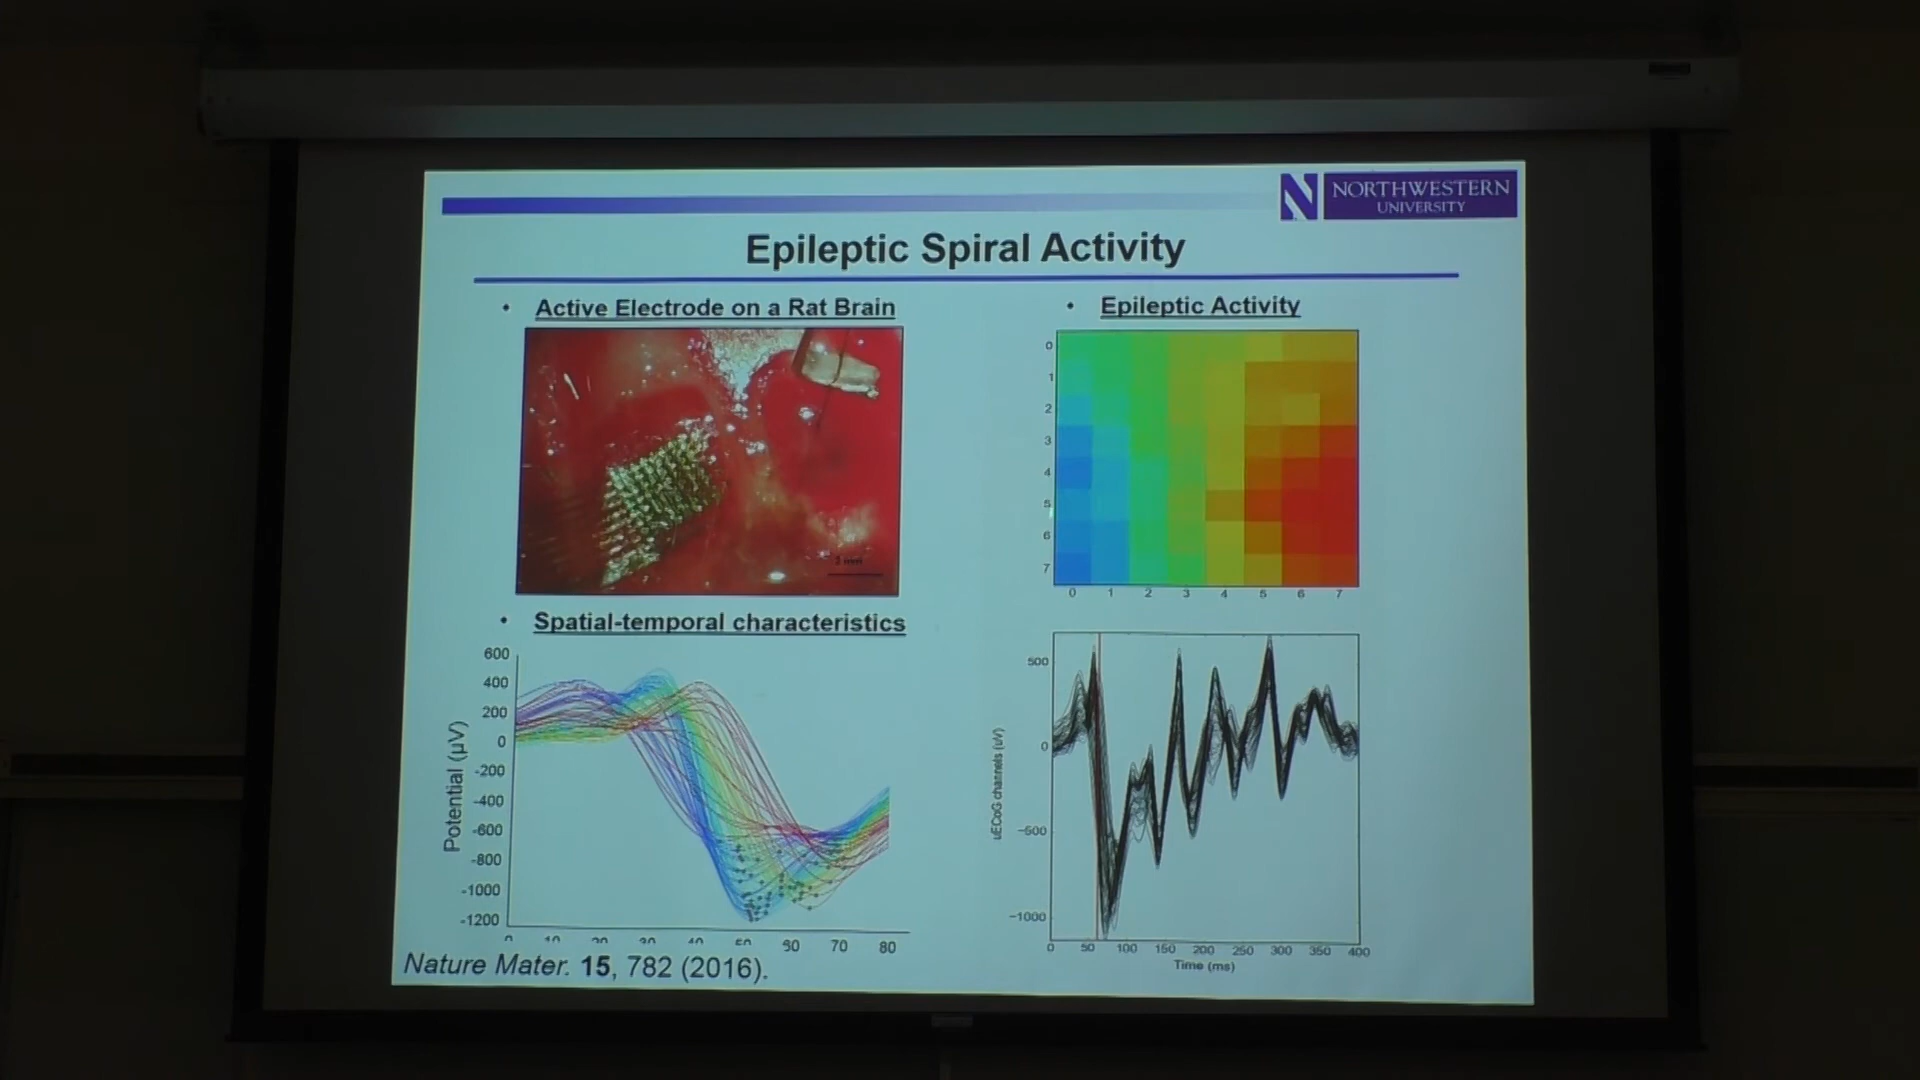 NORTHWESTERN
UNIVERSITY
Epileptic Spiral Activity
• Active Electrode on a Rat Brain
2 mm
• Epileptic Activity
0
1
2
3
4
5
6
7
0 1 2 3 4 5 6 7
• Spatial-temporal characteristics
Potential (µV)
600
400
200
0
-200
-400
-600
-800
-1000
-1200
0 10 20 30 40 50 60 70 80
Nature Mater. 15, 782 (2016).
uECoG channels (uV)
500
0
−500
−1000
0 50 100 150 200 250 300 350 400
Time (ms)